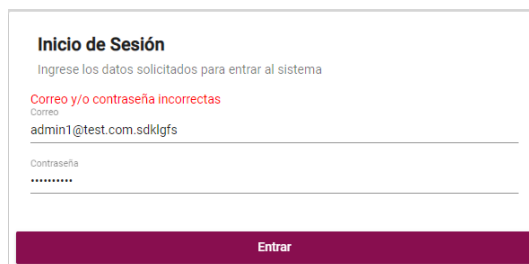 Inicio de Sesión
Ingrese los datos solicitados para entrar al sistema
Correo y/o contraseña incorrectas
Correo
admin1@test.com.sdklgfs
Contraseña
••••••••••
Entrar